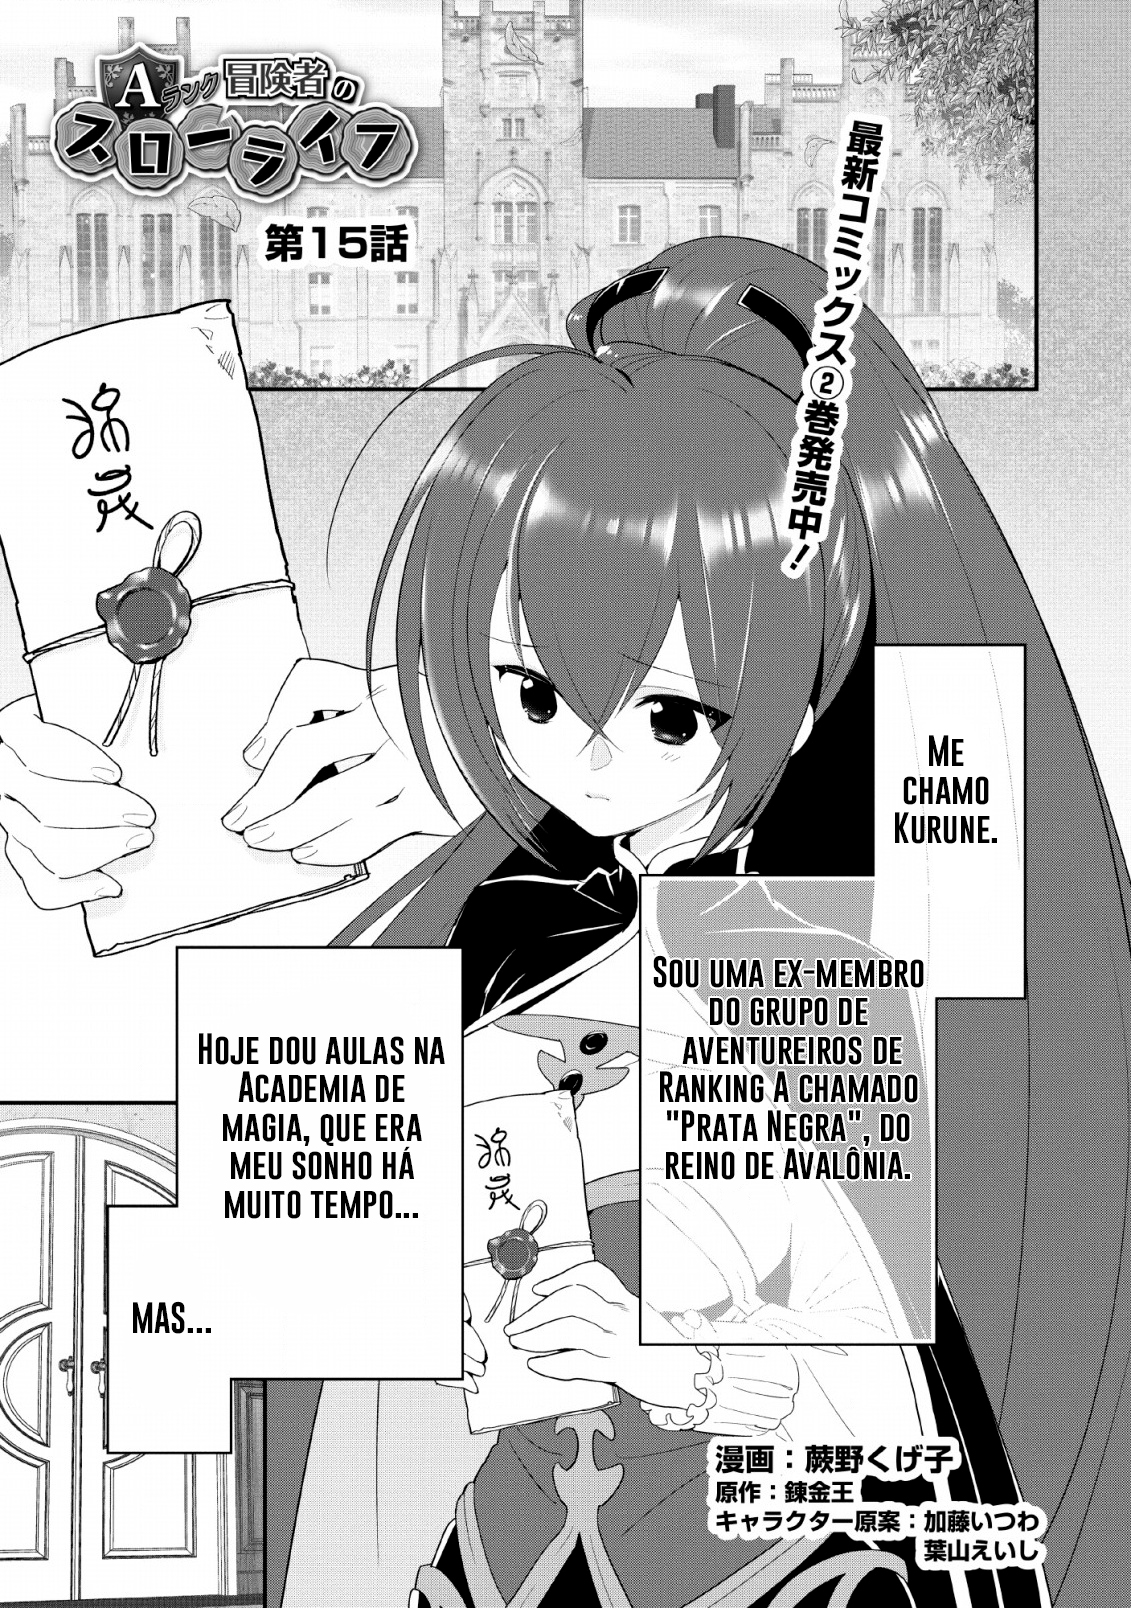 Aランク冒険者の
スローライフ
第15話
最新コミックス②巻発売中!
ME
CHAMO
KURUNE.
SOU UMA EX-MEMBRO
DO GRUPO DE
AVENTUREIROS DE
RANKING A CHAMADO
"PRATA NEGRA", DO
REINO DE AVALÔNIA.
HOJE DOU AULAS NA
ACADEMIA DE
MAGIA, QUE ERA
MEU SONHO HÁ
MUITO TEMPO...
MAS...
漫画:蕨野くげ子
原作:錬金王
キャラクター原案:加藤いつわ
葉山えいし